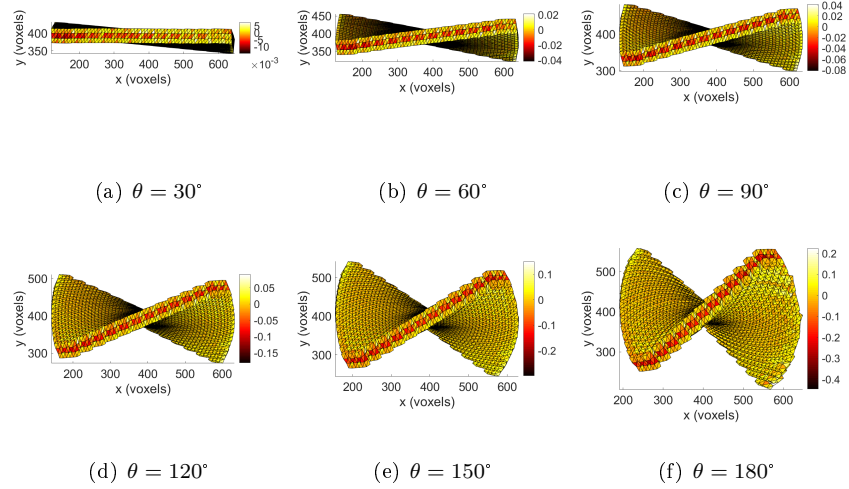 y (voxels)
400
350
200 300 400 500 600
x (voxels)
5
0
-5
-10
×10⁻³
(a) θ = 30°
y (voxels)
450
400
350
200 300 400 500 600
x (voxels)
0.02
0
-0.02
-0.04
(b) θ = 60°
y (voxels)
400
300
200 300 400 500 600
x (voxels)
0.04
0.02
0
-0.02
-0.04
-0.06
-0.08
(c) θ = 90°
y (voxels)
500
400
300
200 300 400 500 600
x (voxels)
0.05
0
-0.05
-0.1
-0.15
(d) θ = 120°
y (voxels)
500
400
300
200 300 400 500 600
x (voxels)
0.1
0
-0.1
-0.2
(e) θ = 150°
y (voxels)
500
400
300
200 300 400 500 600
x (voxels)
0.2
0.1
0
-0.1
-0.2
-0.3
-0.4
(f) θ = 180°